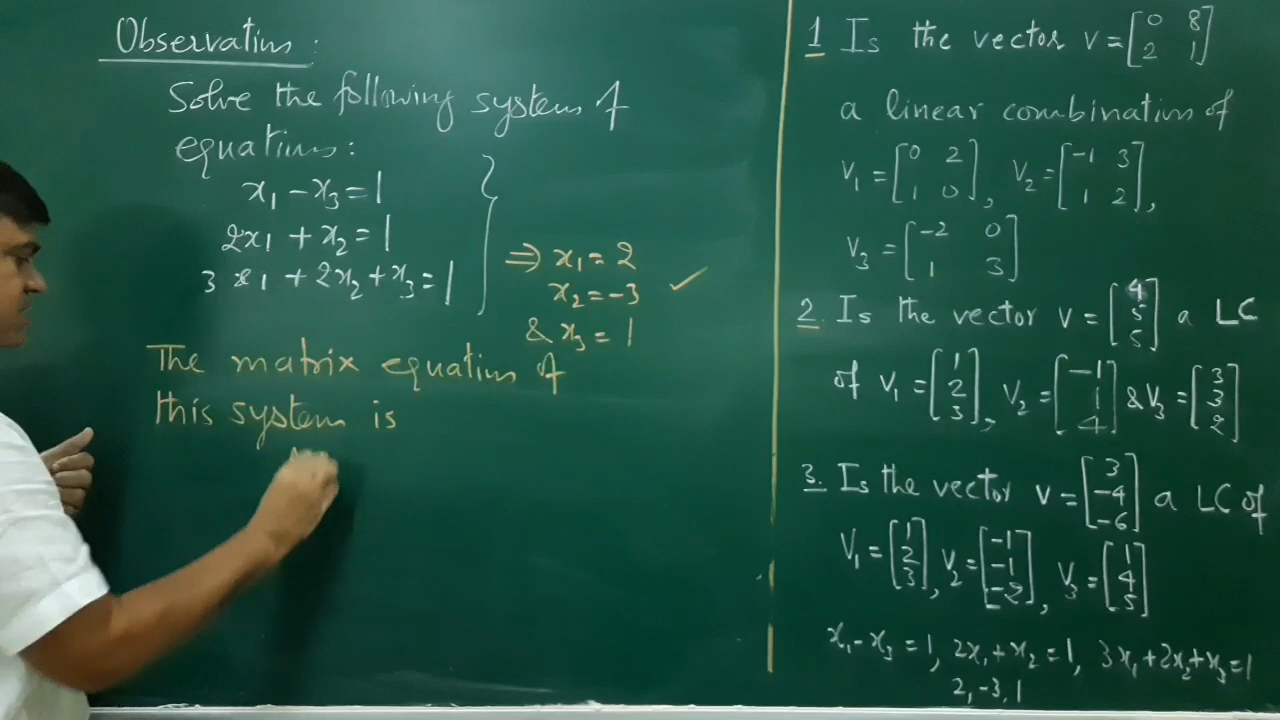 Observations:
Solve the following system of
equations:
x₁ - x₃ = 1
2x₁ + x₂ = 1
3x₁ + 2x₂ + x₃ = 1
⇒ x₁ = 2
x₂ = -3 ✓
& x₃ = 1
The matrix equation of
this system is
1 Is the vector v = [0 8; 2 1]
a linear combination of
V₁ = [0 2; 1 0], V₂ = [-1 3; 1 2],
V₃ = [-2 0; 1 3]
2. Is the vector v = [4; 5; 5] a LC
of V₁ = [1; 2; 3], V₂ = [-1; 1; 4] & V₃ = [3; 3; 2]
3. Is the vector v = [3; -4; -6] a LC of
V₁ = [1; 2; 3], V₂ = [-1; -1; -2], V₃ = [1; 4; 5]
x₁ - x₃ = 1, 2x₁ + x₂ = 1, 3x₁ + 2x₂ + x₃ = 1
2, -3, 1